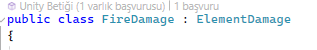 Unity Betiği (1 varlık başvurusu) | 1 başvuru
public class FireDamage : ElementDamage
{